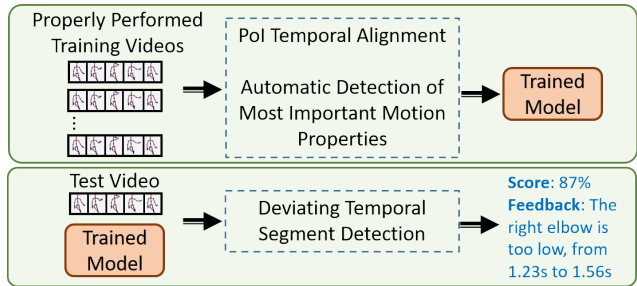 Properly Performed
Training Videos
PoI Temporal Alignment
Automatic Detection of
Most Important Motion
Properties
Trained
Model
Test Video
Trained
Model
Deviating Temporal
Segment Detection
Score: 87%
Feedback: The
right elbow is
too low, from
1.23s to 1.56s